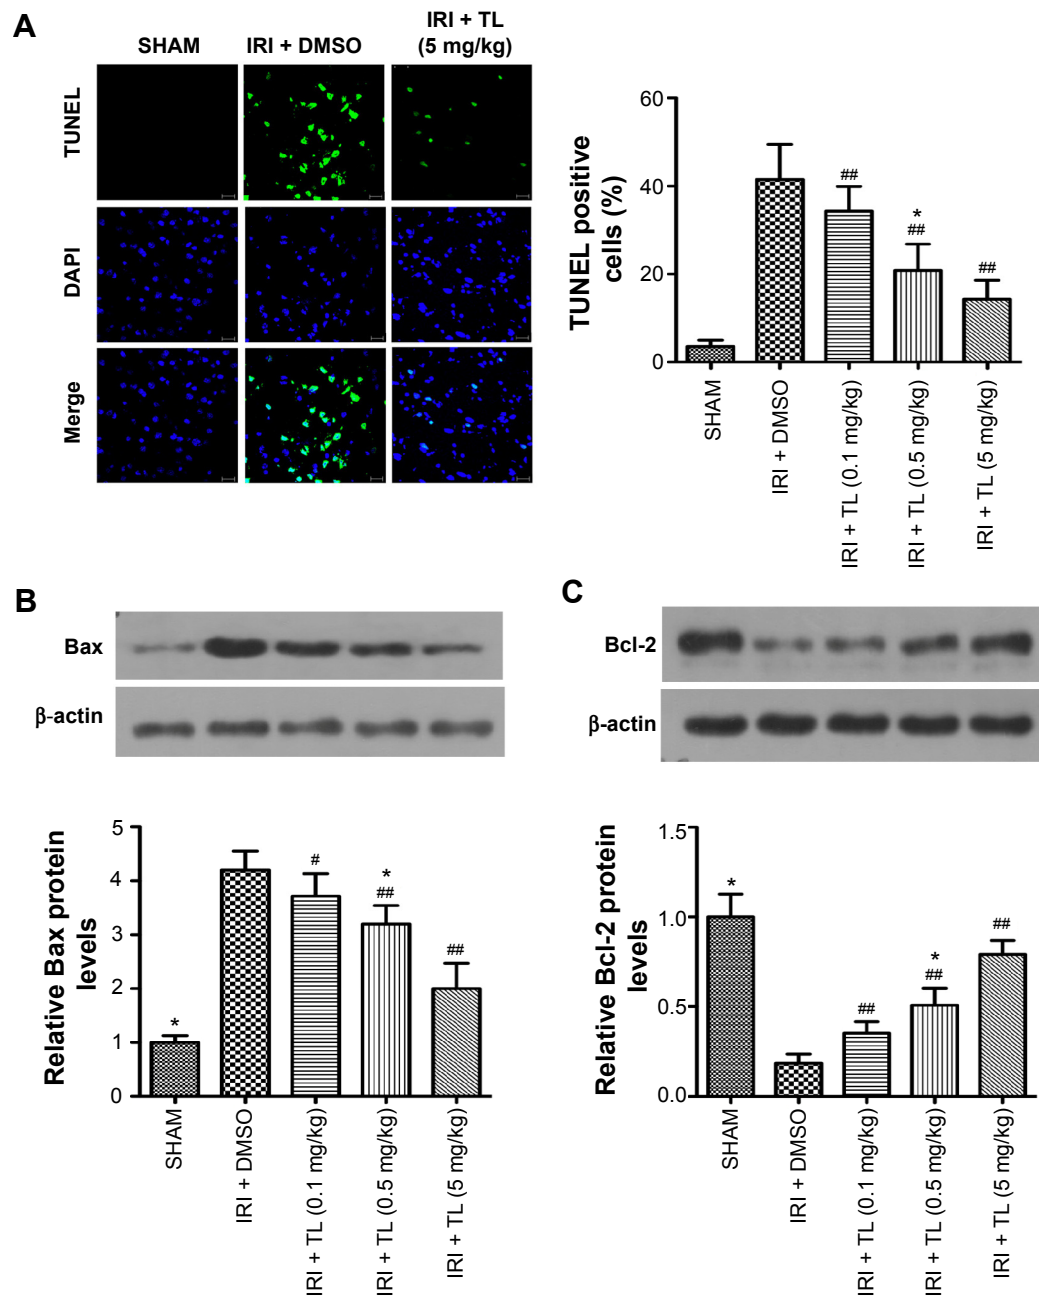 A
SHAM
IRI + DMSO
IRI + TL
(5 mg/kg)
TUNEL
DAPI
Merge
TUNEL positive
cells (%)
60
40
20
0
##
*
##
##
SHAM
IRI + DMSO
IRI + TL (0.1 mg/kg)
IRI + TL (0.5 mg/kg)
IRI + TL (5 mg/kg)
B
Bax
β-actin
Relative Bax protein
levels
5
4
3
2
1
0
*
#
*
##
##
SHAM
IRI + DMSO
IRI + TL (0.1 mg/kg)
IRI + TL (0.5 mg/kg)
IRI + TL (5 mg/kg)
C
Bcl-2
β-actin
Relative Bcl-2 protein
levels
1.5
1.0
0.5
0.0
*
##
*
##
##
SHAM
IRI + DMSO
IRI + TL (0.1 mg/kg)
IRI + TL (0.5 mg/kg)
IRI + TL (5 mg/kg)